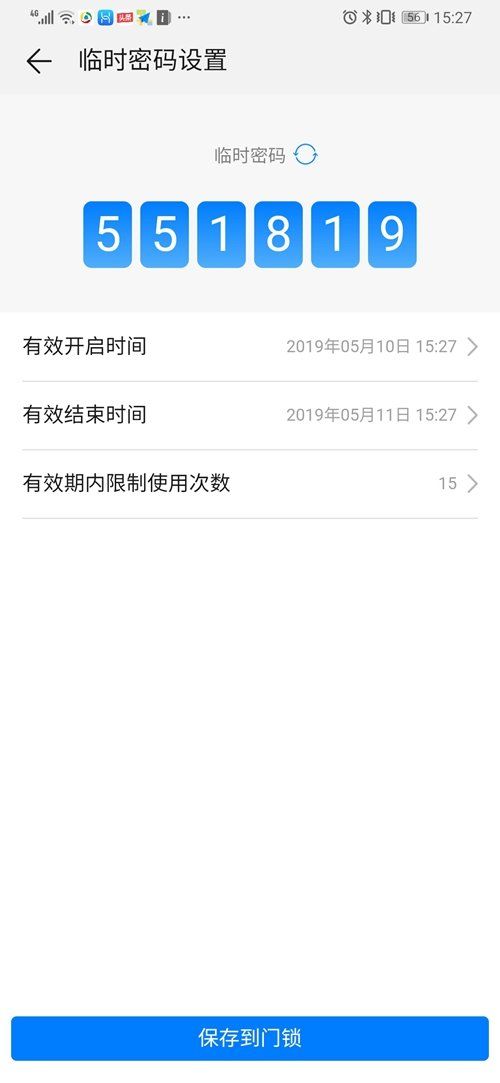 4G 头条 56 15:27
临时密码设置
临时密码
5 5 1 8 1 9
有效开启时间 2019年05月10日 15:27
有效结束时间 2019年05月11日 15:27
有效期内限制使用次数 15
保存到门锁